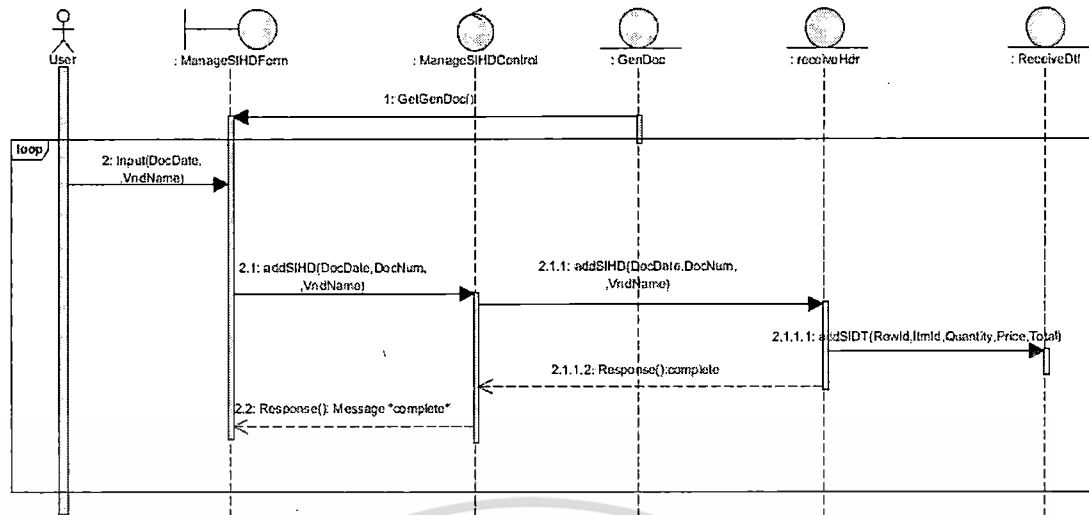 User
: ManageSIHDForm
: ManageSIHDControl
: GenDoc
: receiveHdr
: ReceiveDtl
1: GetGenDoc()
loop
2: Input(DocDate,
,VndName)
2.1: addSIHD(DocDate,DocNum,
,VndName)
2.1.1: addSIHD(DocDate,DocNum,
,VndName)
2.1.1.1: addSIDT(RowId,ItmId,Quantity,Price,Total)
2.1.1.2: Response():complete
2.2: Response(): Message "complete"